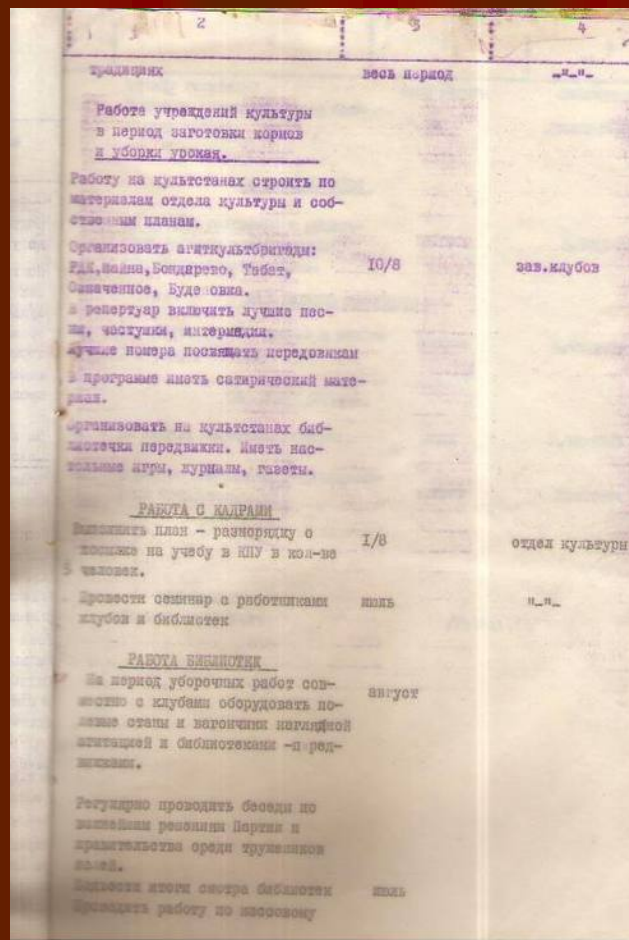 2 3 4
традициях весь период -"-"-
Работа учреждений культуры
в период заготовки кормов
и уборки урожая.
Работу на культстанах строить по
материалам отдела культуры и соб-
ственным планам.
Организовать агиткультбригады:
РДК, Бондарево, Табат, 10/8 зав.клубов
Означенное, Буденовка.
В репертуар включить лучшие пес-
ни, частушки, интермедии.
Лучшие номера посвящать передовикам
В программе иметь сатирический мате-
риал.
Организовать на культстанах биб-
лиотечки передвижки. Иметь нас-
тольные игры, журналы, газеты.
РАБОТА С КАДРАМИ
Выполнить план - разнорядку о I/8 отдел культуры
посылке на учебу в КПУ в кол-ве
5 человек.
Провести семинар с работниками июль "-"-
клубов и библиотек
РАБОТА БИБЛИОТЕК
На период уборочных работ сов- август
местно с клубами оборудовать по-
левые станы и вагончики наглядной
агитацией и библиотеками -п ред-
вижками.
Регулярно проводить беседы по
важнейшим решениям Партии и
правительства среди тружеников
полей.
Подвести итоги смотра библиотек июль
Проводить работу по массовому